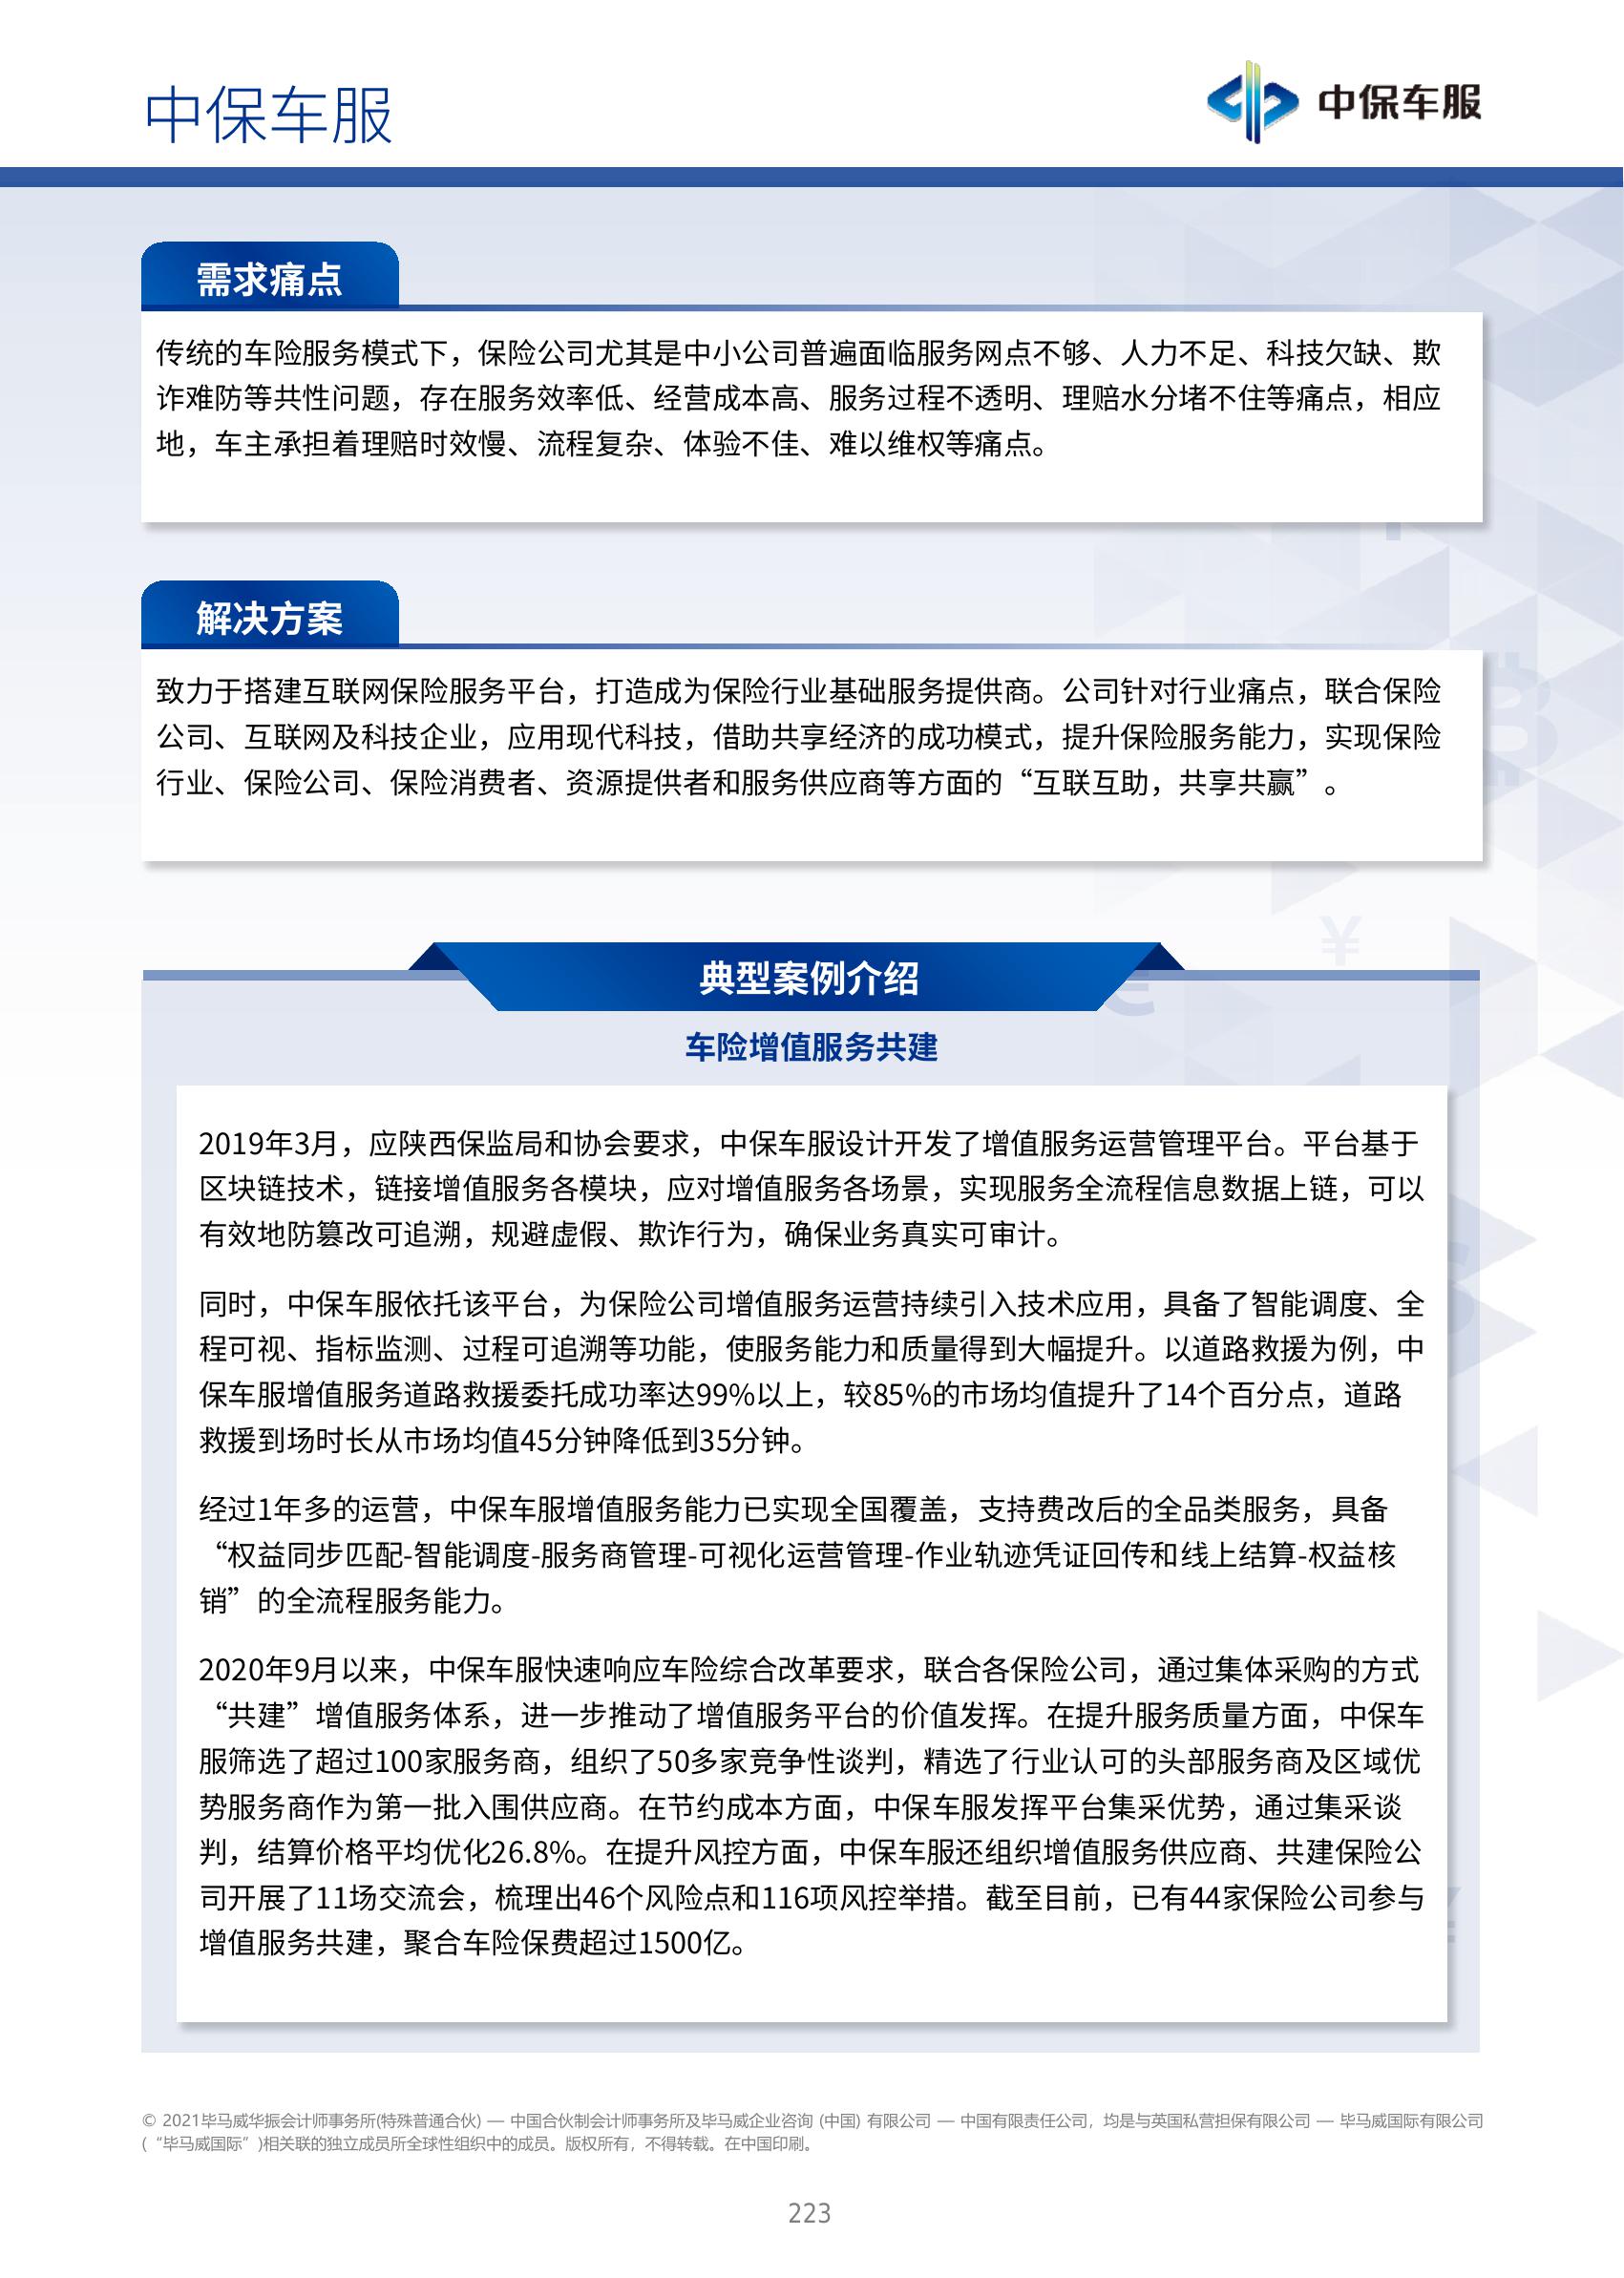 中保车服
中保车服
需求痛点
传统的车险服务模式下，保险公司尤其是中小公司普遍面临服务网点不够、人力不足、科技欠缺、欺
诈难防等共性问题，存在服务效率低、经营成本高、服务过程不透明、理赔水分堵不住等痛点，相应
地，车主承担着理赔时效慢、流程复杂、体验不佳、难以维权等痛点。
解决方案
致力于搭建互联网保险服务平台，打造成为保险行业基础服务提供商。公司针对行业痛点，联合保险
公司、互联网及科技企业，应用现代科技，借助共享经济的成功模式，提升保险服务能力，实现保险
行业、保险公司、保险消费者、资源提供者和服务供应商等方面的“互联互助，共享共赢”。
典型案例介绍
车险增值服务共建
2019年3月，应陕西保监局和协会要求，中保车服设计开发了增值服务运营管理平台。平台基于
区块链技术，链接增值服务各模块，应对增值服务各场景，实现服务全流程信息数据上链，可以
有效地防篡改可追溯，规避虚假、欺诈行为，确保业务真实可审计。
同时，中保车服依托该平台，为保险公司增值服务运营持续引入技术应用，具备了智能调度、全
程可视、指标监测、过程可追溯等功能，使服务能力和质量得到大幅提升。以道路救援为例，中
保车服增值服务道路救援委托成功率达99%以上，较85%的市场均值提升了14个百分点，道路
救援到场时长从市场均值45分钟降低到35分钟。
经过1年多的运营，中保车服增值服务能力已实现全国覆盖，支持费改后的全品类服务，具备
“权益同步匹配-智能调度-服务商管理-可视化运营管理-作业轨迹凭证回传和线上结算-权益核
销”的全流程服务能力。
2020年9月以来，中保车服快速响应车险综合改革要求，联合各保险公司，通过集体采购的方式
“共建”增值服务体系，进一步推动了增值服务平台的价值发挥。在提升服务质量方面，中保车
服筛选了超过100家服务商，组织了50多家竞争性谈判，精选了行业认可的头部服务商及区域优
势服务商作为第一批入围供应商。在节约成本方面，中保车服发挥平台集采优势，通过集采谈
判，结算价格平均优化26.8%。在提升风控方面，中保车服还组织增值服务供应商、共建保险公
司开展了11场交流会，梳理出46个风险点和116项风控举措。截至目前，已有44家保险公司参与
增值服务共建，聚合车险保费超过1500亿。
© 2021毕马威华振会计师事务所(特殊普通合伙) — 中国合伙制会计师事务所及毕马威企业咨询 (中国) 有限公司 — 中国有限责任公司，均是与英国私营担保有限公司 — 毕马威国际有限公司
(“毕马威国际”)相关联的独立成员所全球性组织中的成员。版权所有，不得转载。在中国印刷。
223